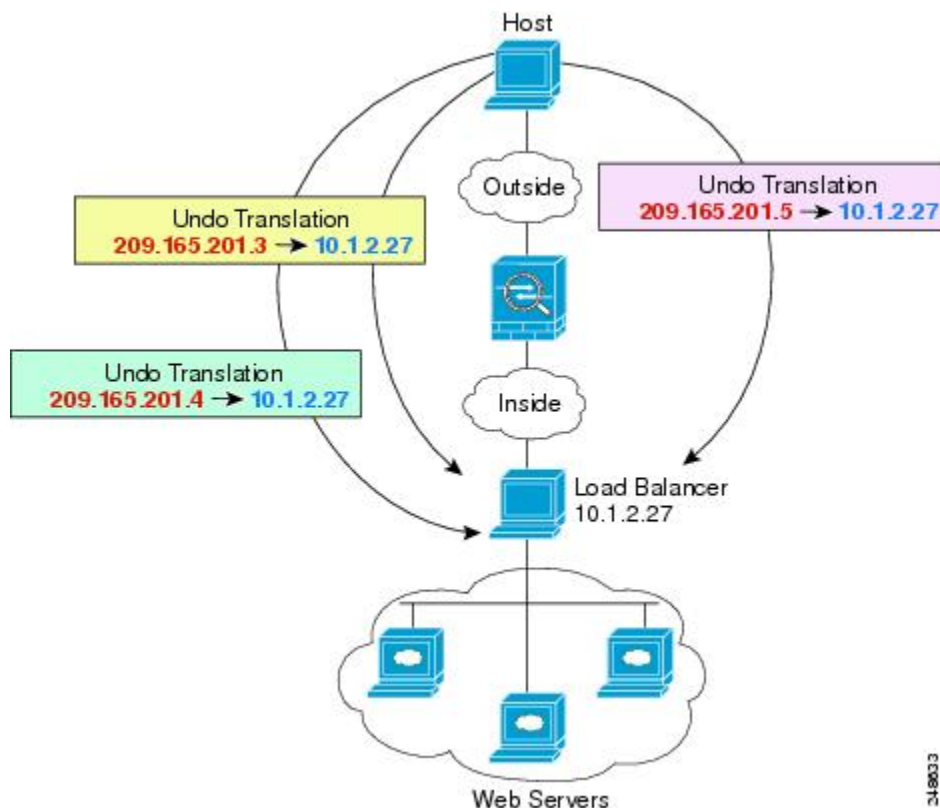 Host
Outside
Undo Translation
209.165.201.3 → 10.1.2.27
Undo Translation
209.165.201.5 → 10.1.2.27
Undo Translation
209.165.201.4 → 10.1.2.27
Inside
Load Balancer
10.1.2.27
Web Servers
248633